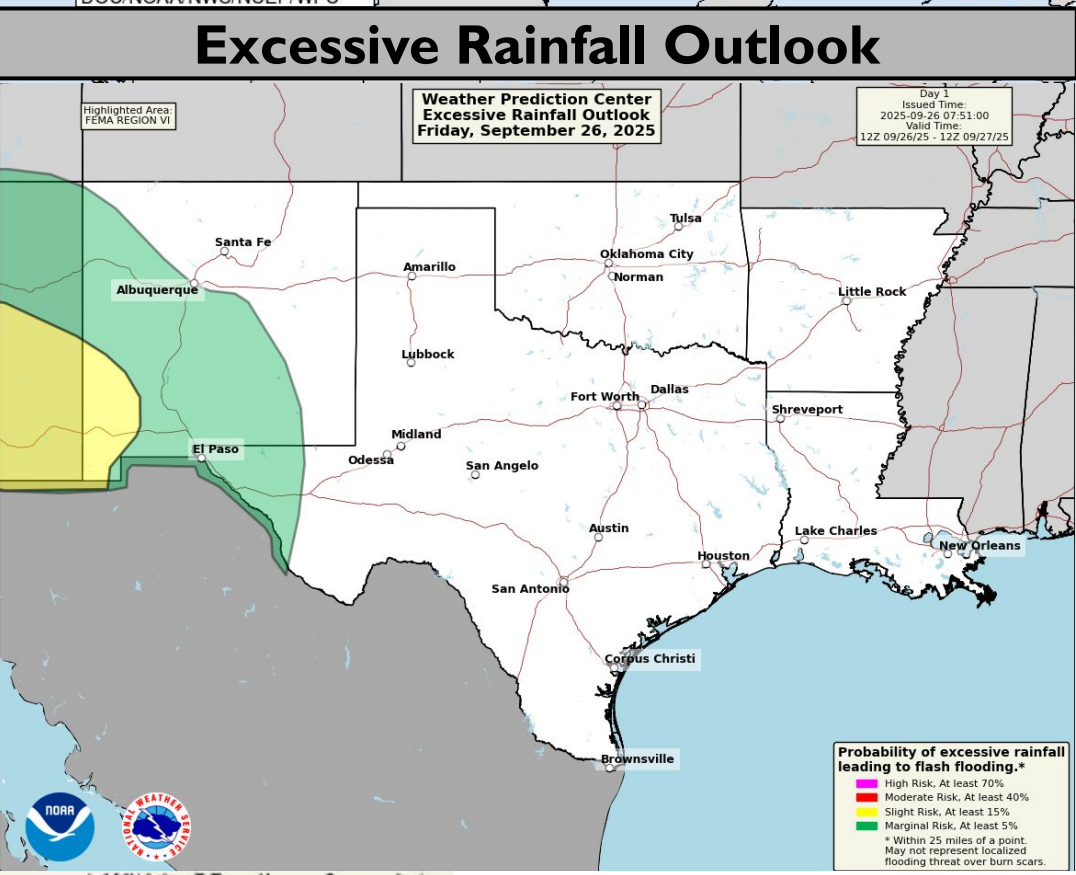 DOC/NOAA/NWS/NCEP/WPC
Excessive Rainfall Outlook
Highlighted Area:
FEMA REGION VI
Weather Prediction Center
Excessive Rainfall Outlook
Friday, September 26, 2025
Day 1
Issued Time:
2025-09-26 07:51:00
Valid Time:
12Z 09/26/25 - 12Z 09/27/25
Tulsa
Santa Fe
Oklahoma City
Amarillo
Norman
Albuquerque
Little Rock
Lubbock
Dallas
Fort Worth
Shreveport
Midland
El Paso
Odessa
San Angelo
Austin
Lake Charles
New Orleans
Houston
San Antonio
Corpus Christi
Brownsville
Probability of excessive rainfall
leading to flash flooding.*
High Risk, At least 70%
Moderate Risk, At least 40%
Slight Risk, At least 15%
Marginal Risk, At least 5%
* Within 25 miles of a point.
May not represent localized
flooding threat over burn scars.
NOAA
NATIONAL WEATHER SERVICE